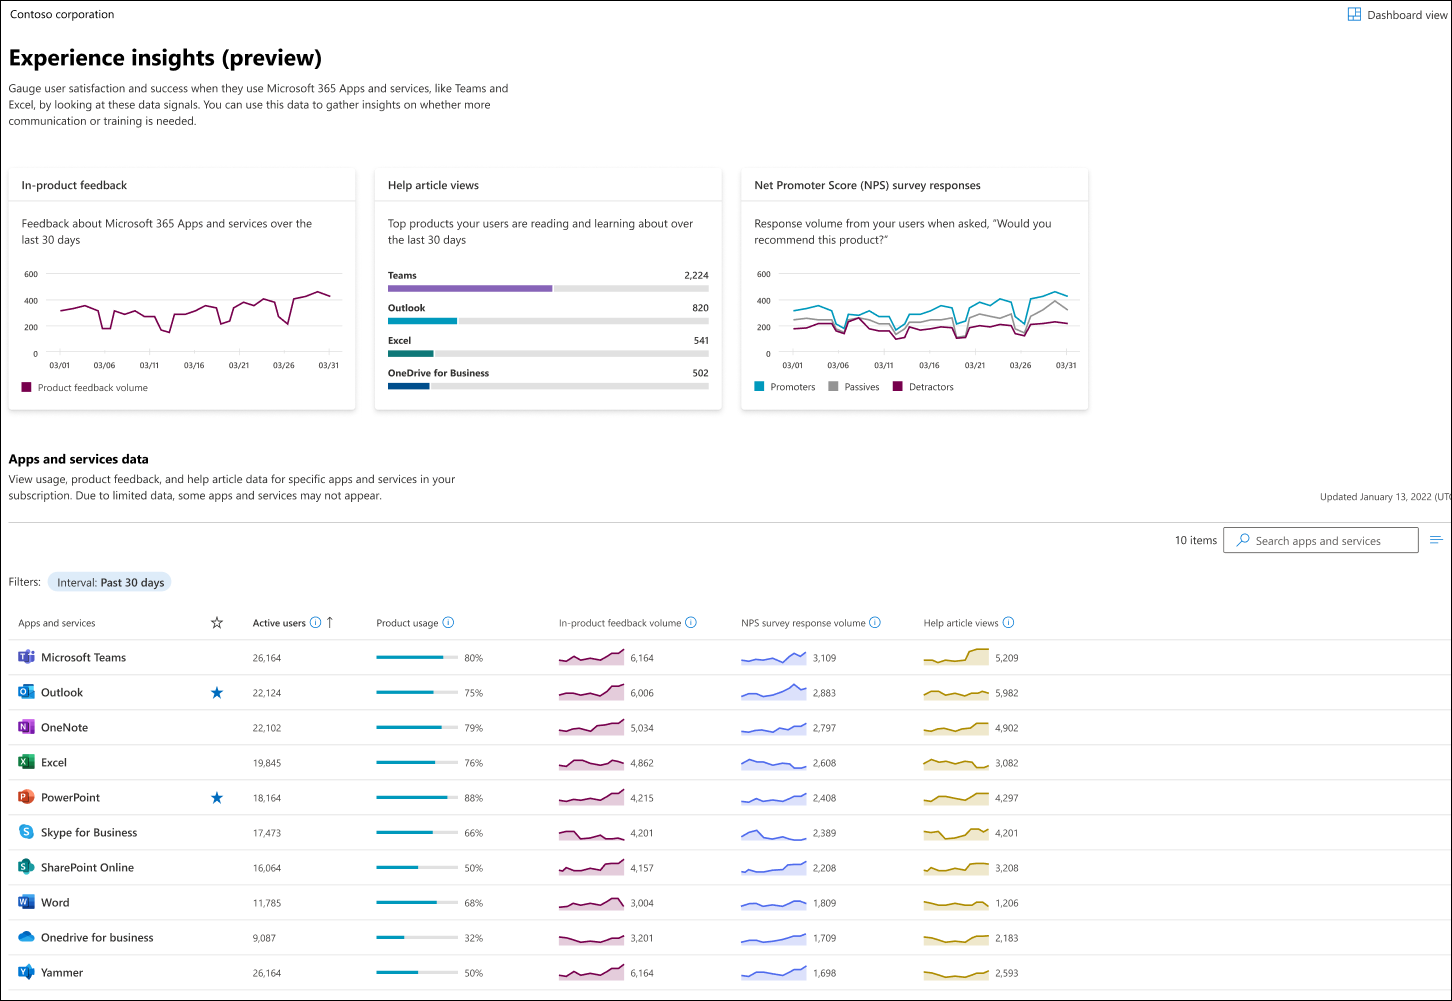 Contoso corporation
Dashboard view
Experience insights (preview)
Gauge user satisfaction and success when they use Microsoft 365 Apps and services, like Teams and
Excel, by looking at these data signals. You can use this data to gather insights on whether more
communication or training is needed.
In-product feedback
Feedback about Microsoft 365 Apps and services over the
last 30 days
600
400
200
0
03/01 03/06 03/11 03/16 03/21 03/26 03/31
Product feedback volume
Help article views
Top products your users are reading and learning about over
the last 30 days
Teams 2,224
Outlook 820
Excel 541
OneDrive for Business 502
Net Promoter Score (NPS) survey responses
Response volume from your users when asked, “Would you
recommend this product?”
600
400
200
0
03/01 03/06 03/11 03/16 03/21 03/26 03/31
Promoters Passives Detractors
Apps and services data
View usage, product feedback, and help article data for specific apps and services in your
subscription. Due to limited data, some apps and services may not appear.
Updated January 13, 2022 (UTC
10 items
Search apps and services
Filters: Interval: Past 30 days
Apps and services Active users Product usage In-product feedback volume NPS survey response volume Help article views
Microsoft Teams 26,164 80% 6,164 3,109 5,209
Outlook 22,124 75% 6,006 2,883 5,982
OneNote 22,102 79% 5,034 2,797 4,902
Excel 19,845 76% 4,862 2,608 3,082
PowerPoint 18,164 88% 4,215 2,408 4,297
Skype for Business 17,473 66% 4,201 2,389 4,201
SharePoint Online 16,064 50% 4,157 2,208 3,208
Word 11,785 68% 3,004 1,809 1,206
Onedrive for business 9,087 32% 3,201 1,709 2,183
Yammer 26,164 50% 6,164 1,698 2,593